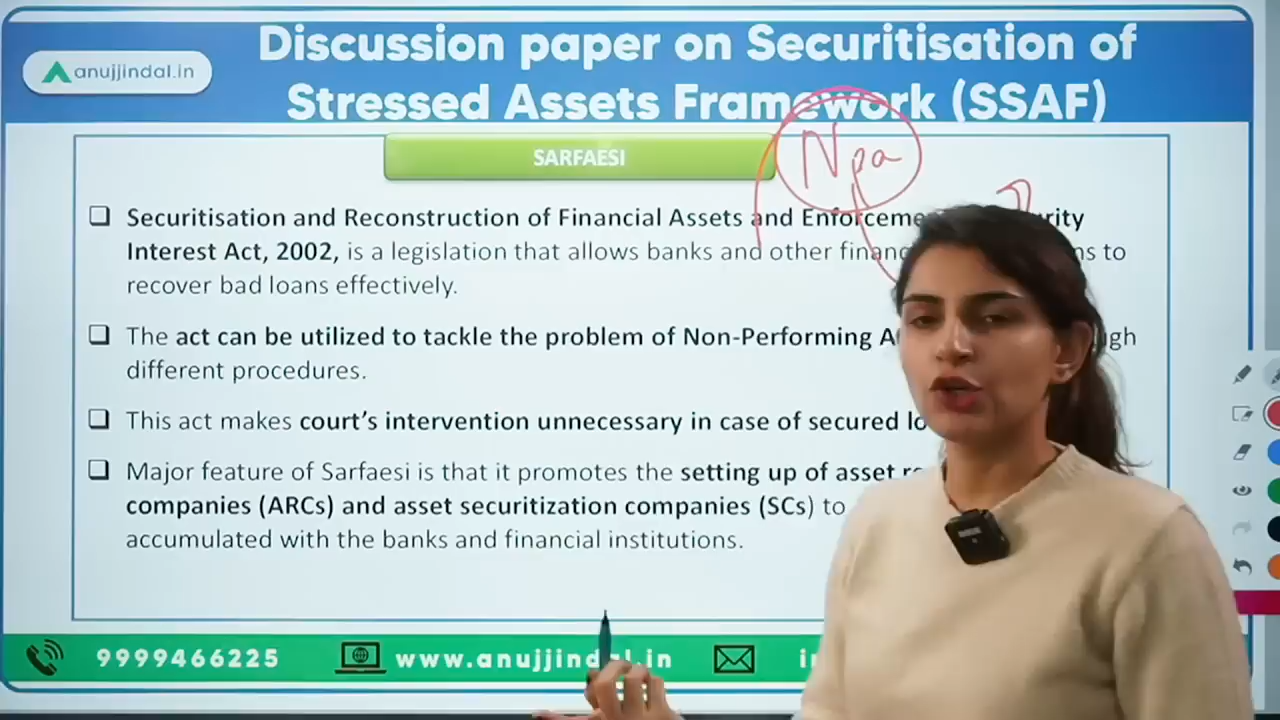 anujjindal.in
Discussion paper on Securitisation of
Stressed Assets Framework (SSAF)
SARFAESI
Npa
Securitisation and Reconstruction of Financial Assets and
Interest Act, 2002, is a legislation that allows banks and other to
recover bad loans effectively.
The act can be utilized to tackle the problem of Non-Performing
different procedures.
This act makes court's intervention unnecessary in case of secured
Major feature of Sarfaesi is that it promotes the setting up of asset
companies (ARCs) and asset securitization companies (SCs) to
accumulated with the banks and financial institutions.
9999466225
www.anujjindal.in